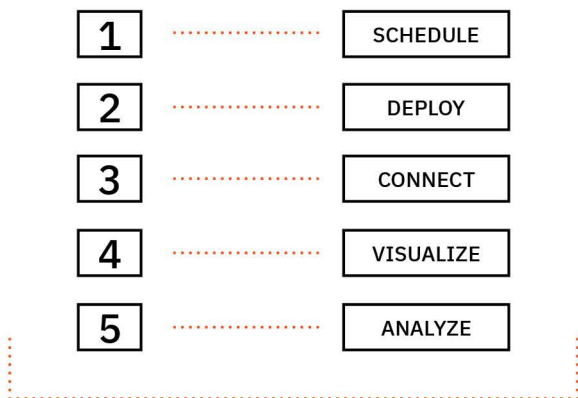 1 SCHEDULE
2 DEPLOY
3 CONNECT
4 VISUALIZE
5 ANALYZE